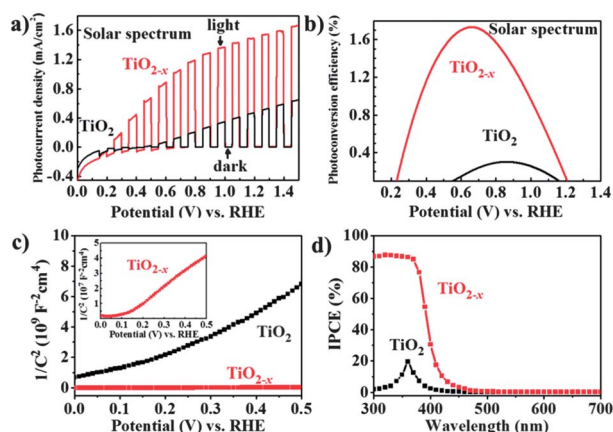 a)
Solar spectrum
light
TiO2-x
TiO2
dark
Photocurrent density (mA/cm2)
1.6
1.2
0.8
0.4
0.0
-0.4
0.0 0.2 0.4 0.6 0.8 1.0 1.2 1.4
Potential (V) vs. RHE
b)
Solar spectrum
TiO2-x
TiO2
Photoconversion efficiency (%)
1.6
1.2
0.8
0.4
0.0 0.4 0.8 1.2 1.6
Potential (V) vs. RHE
c)
1/C2 (109 F-2cm4)
10
8
6
4
2
0
TiO2
TiO2-x
0.0 0.1 0.2 0.3 0.4 0.5
Potential (V) vs. RHE
1/C2 (107 F-2cm4)
5
4
3
2
1
0
TiO2-x
0.0 0.1 0.2 0.3 0.4 0.5
Potential (V) vs. RHE
d)
IPCE (%)
100
80
60
40
20
0
TiO2-x
TiO2
300 400 500 600 700
Wavelength (nm)